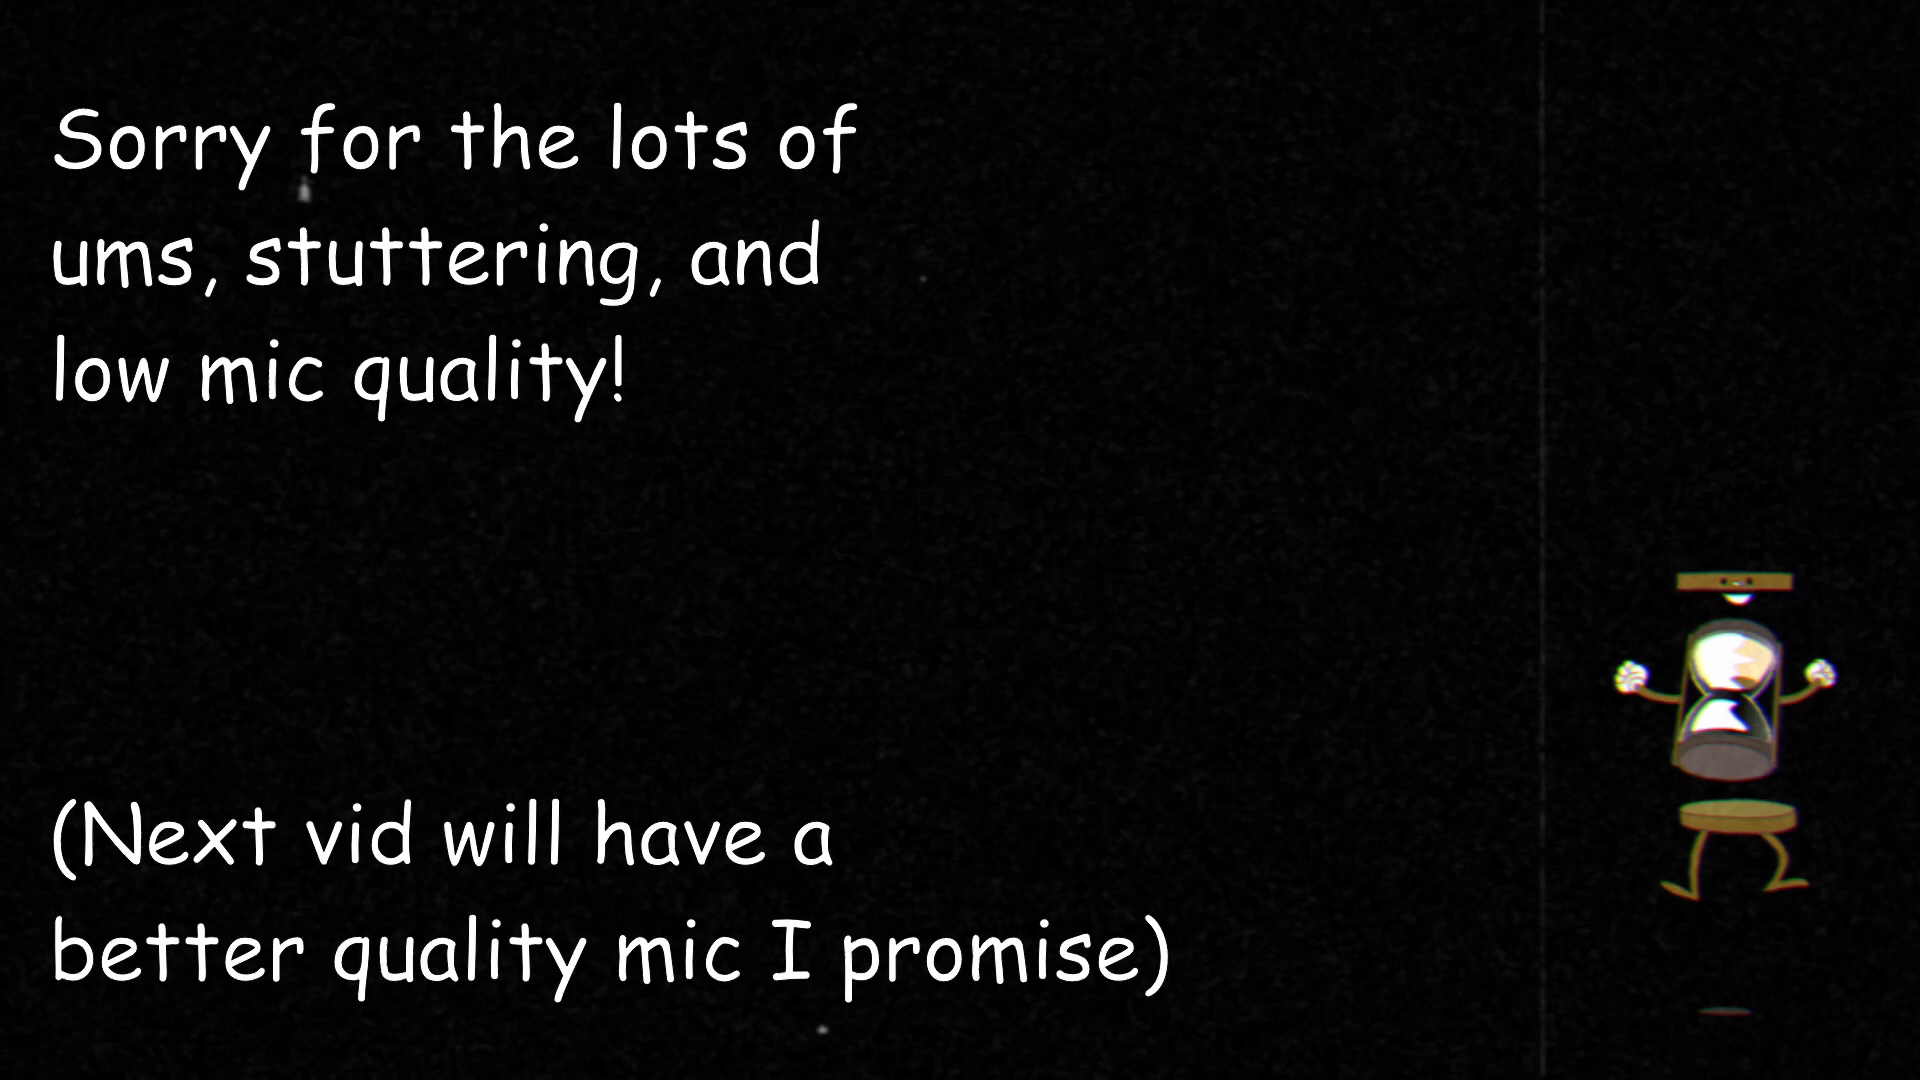 Sorry for the lots of
ums, stuttering, and
low mic quality!
(Next vid will have a
better quality mic I promise)